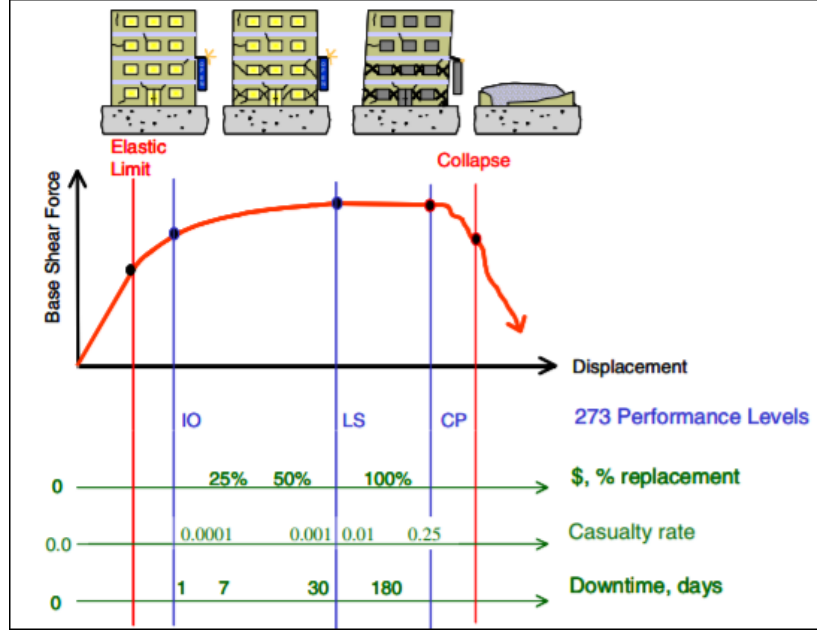 Elastic
Limit
Collapse
Base Shear Force
Displacement
IO LS CP 273 Performance Levels
0 25% 50% 100% $, % replacement
0.0 0.0001 0.001 0.01 0.25 Casualty rate
0 1 7 30 180 Downtime, days